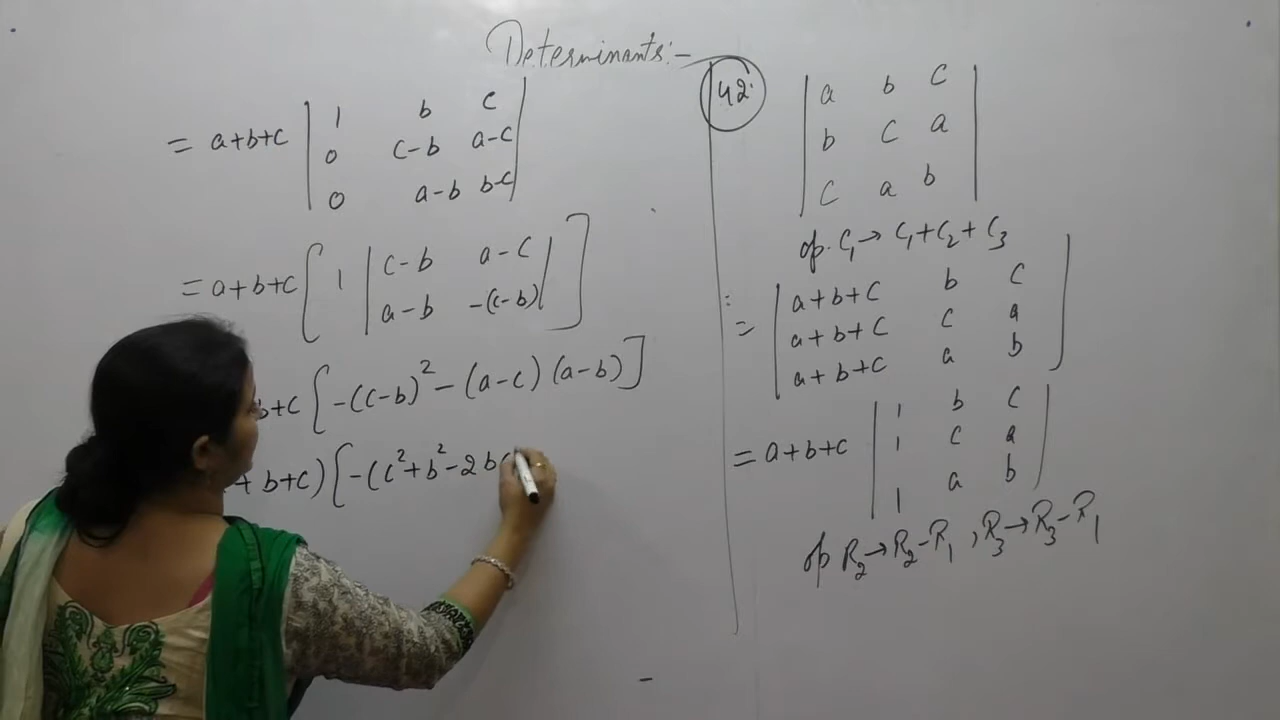 Determinants:-
42.
| a b c |
| b c a |
| c a b |
op. C₁→ C₁+C₂+C₃
= | a+b+c b c |
| a+b+c c a |
| a+b+c a b |
= a+b+c | 1 b c |
| 1 c a |
| 1 a b |
op R₂→R₂-R₁ , R₃→R₃-R₁
= a+b+c | 1 b c |
| 0 c-b a-c |
| 0 a-b b-c |
= a+b+c [ 1 | c-b a-c |
| a-b -(c-b) | ]
b+c [ -(c-b)² - (a-c) (a-b) ]
+ b+c) [ -(c²+b²-2bc